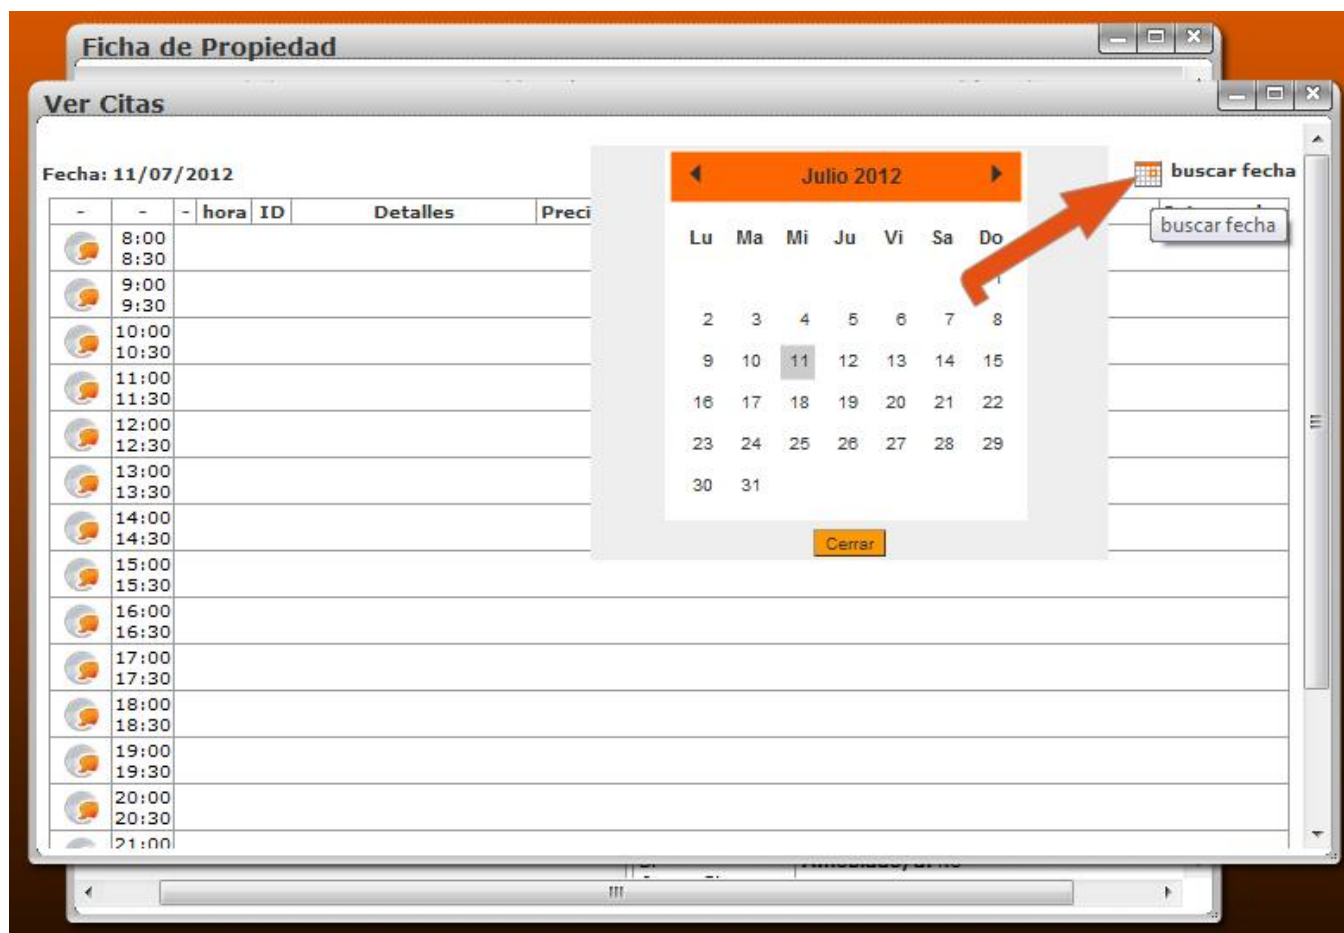 Ficha de Propiedad
Ver Citas
Fecha: 11/07/2012
buscar fecha
buscar fecha
- - - hora ID Detalles Preci
8:00
8:30
9:00
9:30
10:00
10:30
11:00
11:30
12:00
12:30
13:00
13:30
14:00
14:30
15:00
15:30
16:00
16:30
17:00
17:30
18:00
18:30
19:00
19:30
20:00
20:30
21:00
Julio 2012
Lu Ma Mi Ju Vi Sa Do
1
2 3 4 5 6 7 8
9 10 11 12 13 14 15
16 17 18 19 20 21 22
23 24 25 26 27 28 29
30 31
Cerrar